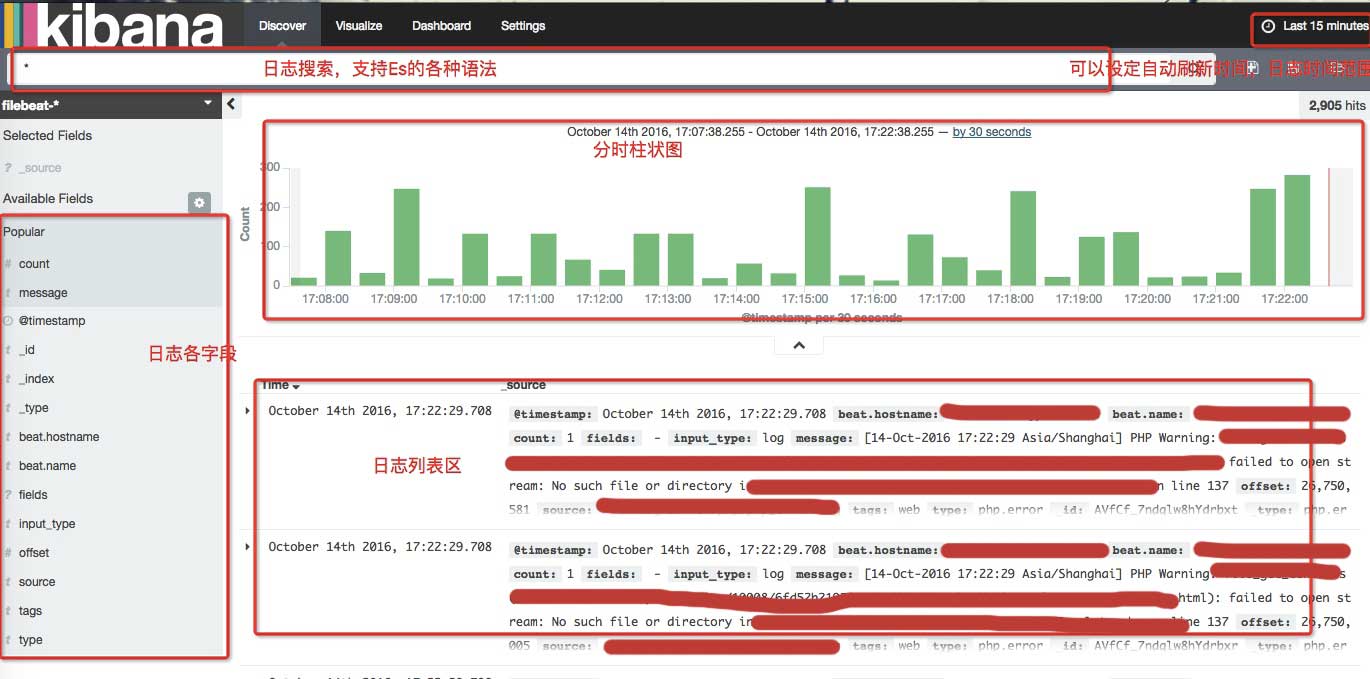 kibana Discover Visualize Dashboard Settings Last 15 minutes
* 日志搜索，支持Es的各种语法 可以设定自动刷新时间，日志时间范围
filebeat-*
2,905 hits
Selected Fields
? _source
Available Fields
Popular
# count
t message
@timestamp
t _id
t _index
t _type
t beat.hostname
t beat.name
? fields
t input_type
# offset
t source
t tags
t type
日志各字段
October 14th 2016, 17:07:38.255 - October 14th 2016, 17:22:38.255 — by 30 seconds
分时柱状图
Count
300
200
100
0
17:08:00 17:09:00 17:10:00 17:11:00 17:12:00 17:13:00 17:14:00 17:15:00 17:16:00 17:17:00 17:18:00 17:19:00 17:20:00 17:21:00 17:22:00
@timestamp per 30 seconds
Time _source
October 14th 2016, 17:22:29.708 @timestamp: October 14th 2016, 17:22:29.708 beat.hostname: beat.name:
count: 1 fields: - input_type: log message: [14-Oct-2016 17:22:29 Asia/Shanghai] PHP Warning:
日志列表区
failed to open st
ream: No such file or directory i n line 137 offset: 26,750,
581 source: tags: web type: php.error _id: AVfCf_7ndqlw8hYdrbxt _type: php.er
October 14th 2016, 17:22:29.708 @timestamp: October 14th 2016, 17:22:29.708 beat.hostname: beat.name:
count: 1 fields: - input_type: log message: [14-Oct-2016 17:22:29 Asia/Shanghai] PHP Warning:
html): failed to open st
ream: No such file or directory in line 137 offset: 26,750,
005 source: tags: web type: php.error _id: AVfCf_7ndqlw8hYdrbxr _type: php.er